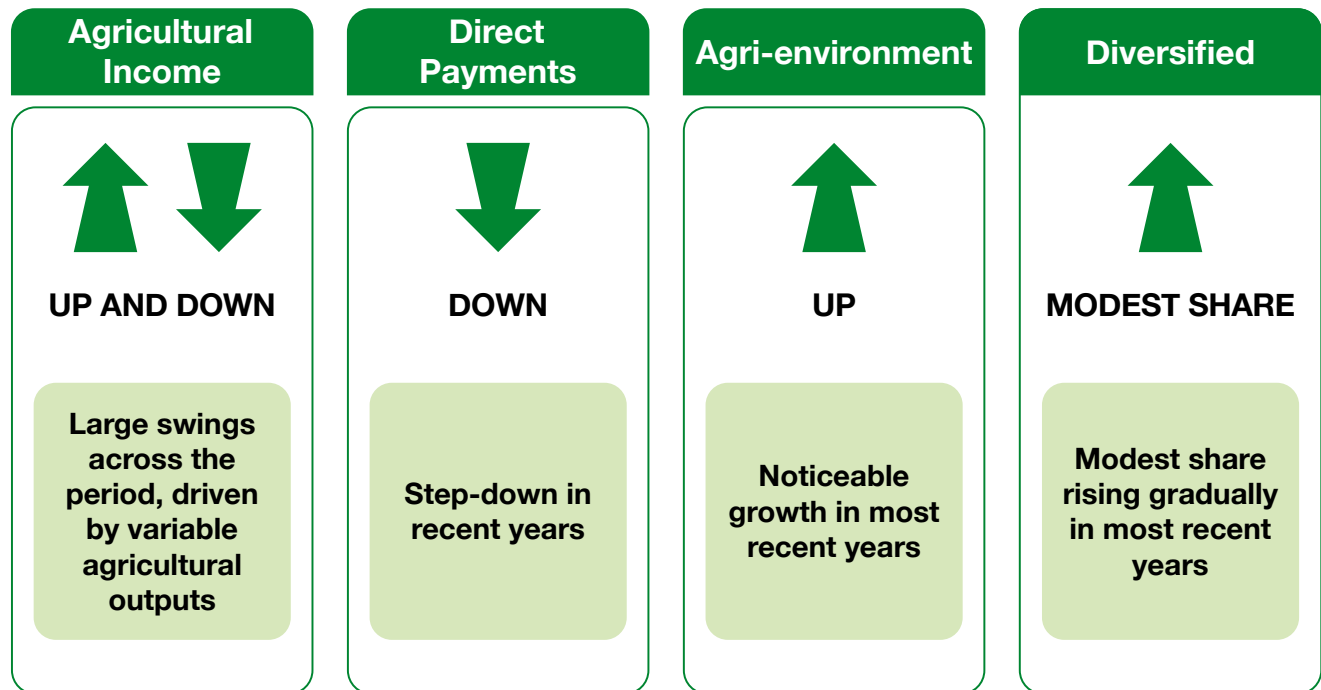 Agricultural
Income
UP AND DOWN
Large swings
across the
period, driven
by variable
agricultural
outputs
Direct
Payments
DOWN
Step-down in
recent years
Agri-environment
UP
Noticeable
growth in most
recent years
Diversified
MODEST SHARE
Modest share
rising gradually
in most recent
years